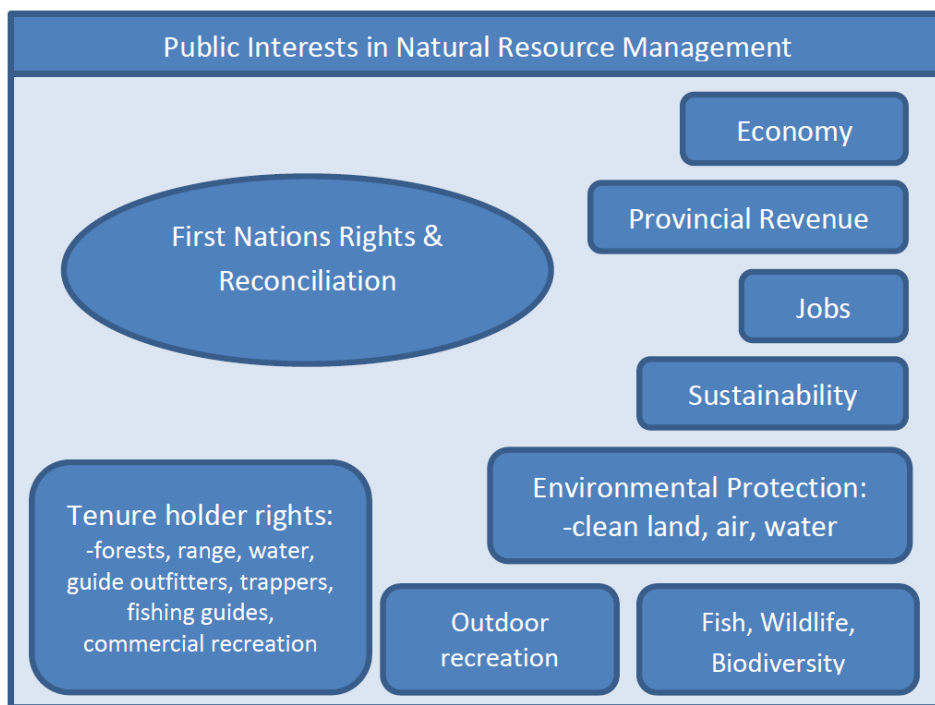 Public Interests in Natural Resource Management
Economy
First Nations Rights &
Reconciliation
Provincial Revenue
Jobs
Sustainability
Environmental Protection:
-clean land, air, water
Tenure holder rights:
-forests, range, water,
guide outfitters, trappers,
fishing guides,
commercial recreation
Outdoor
recreation
Fish, Wildlife,
Biodiversity